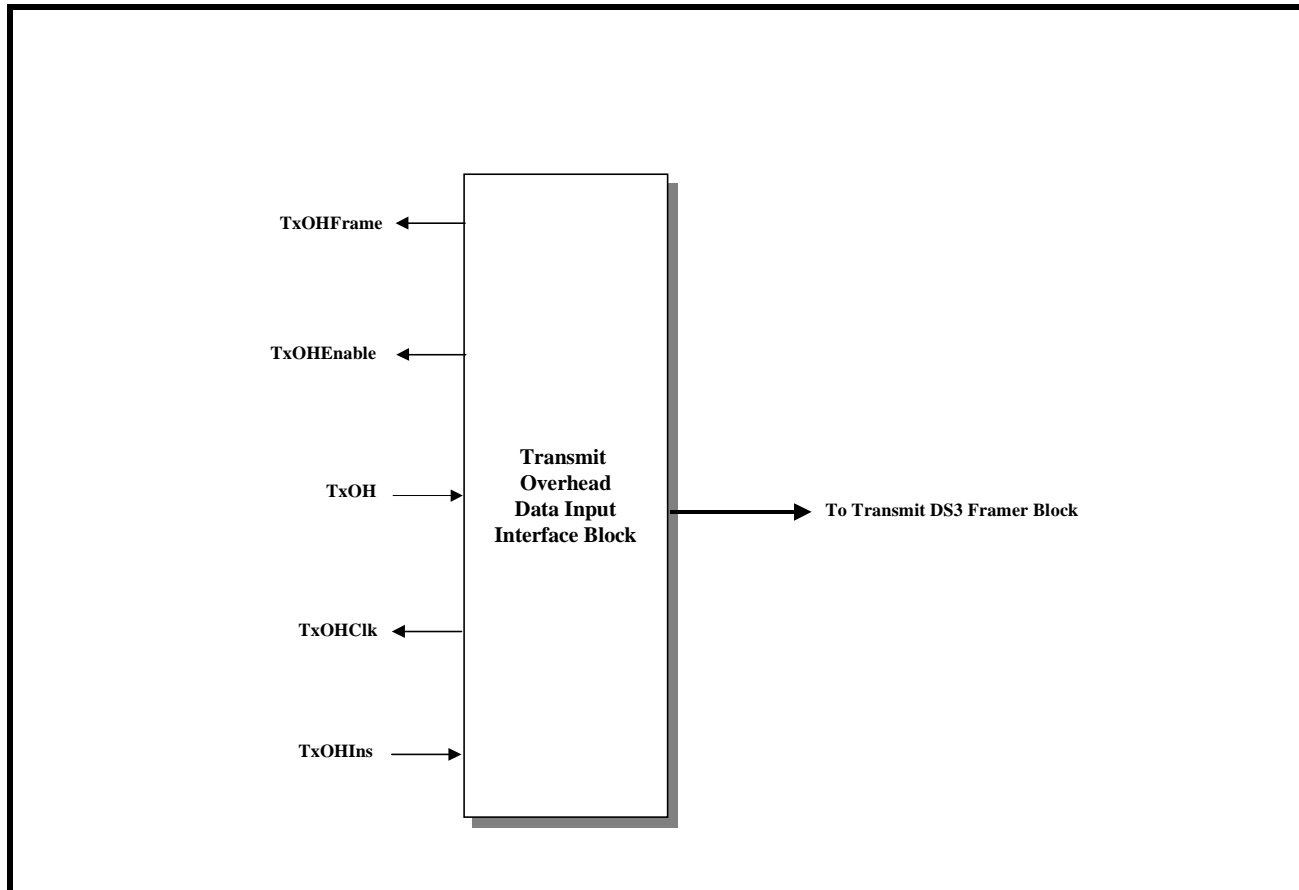 TxOHFrame
TxOHEnable
TxOH
TxOHClk
TxOHIns
Transmit
Overhead
Data Input
Interface Block
To Transmit DS3 Framer Block